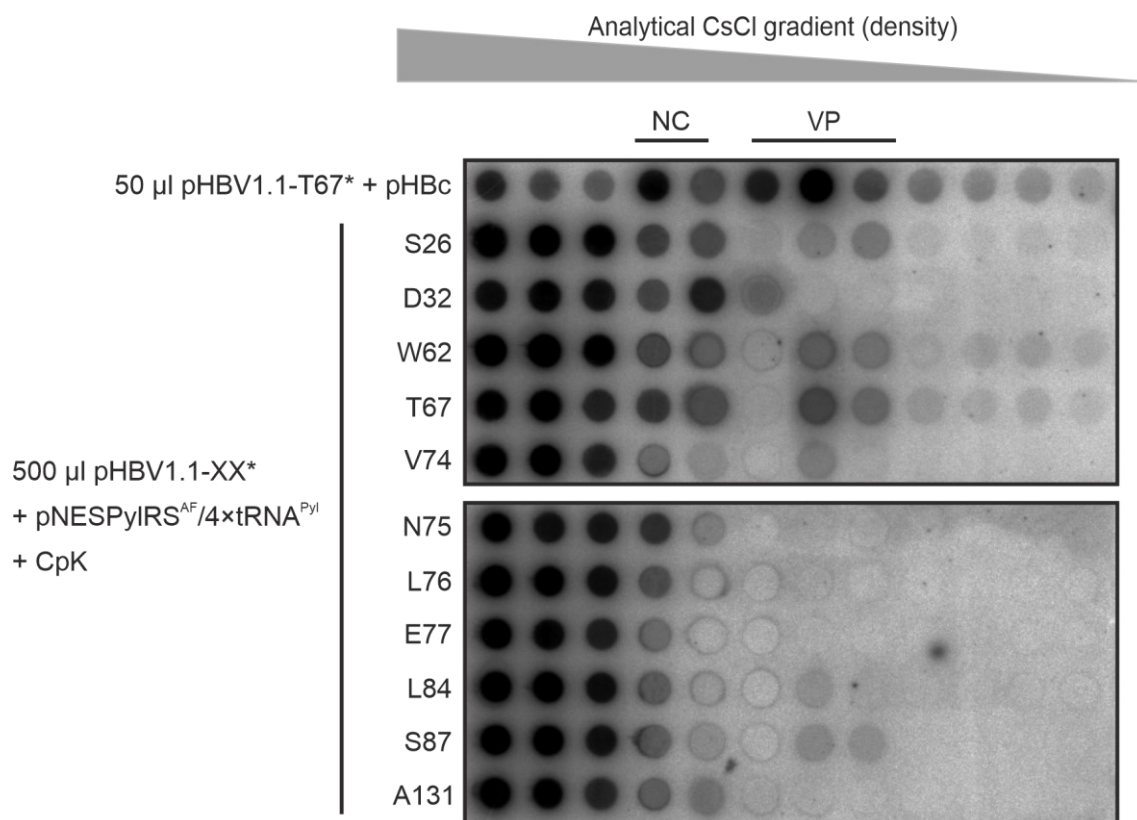 Analytical CsCl gradient (density)
NC VP
50 µl pHBV1.1-T67* + pHBc
S26
D32
W62
T67
V74
500 µl pHBV1.1-XX*
+ pNESPylRS^AF/4×tRNA^Pyl
+ CpK
N75
L76
E77
L84
S87
A131